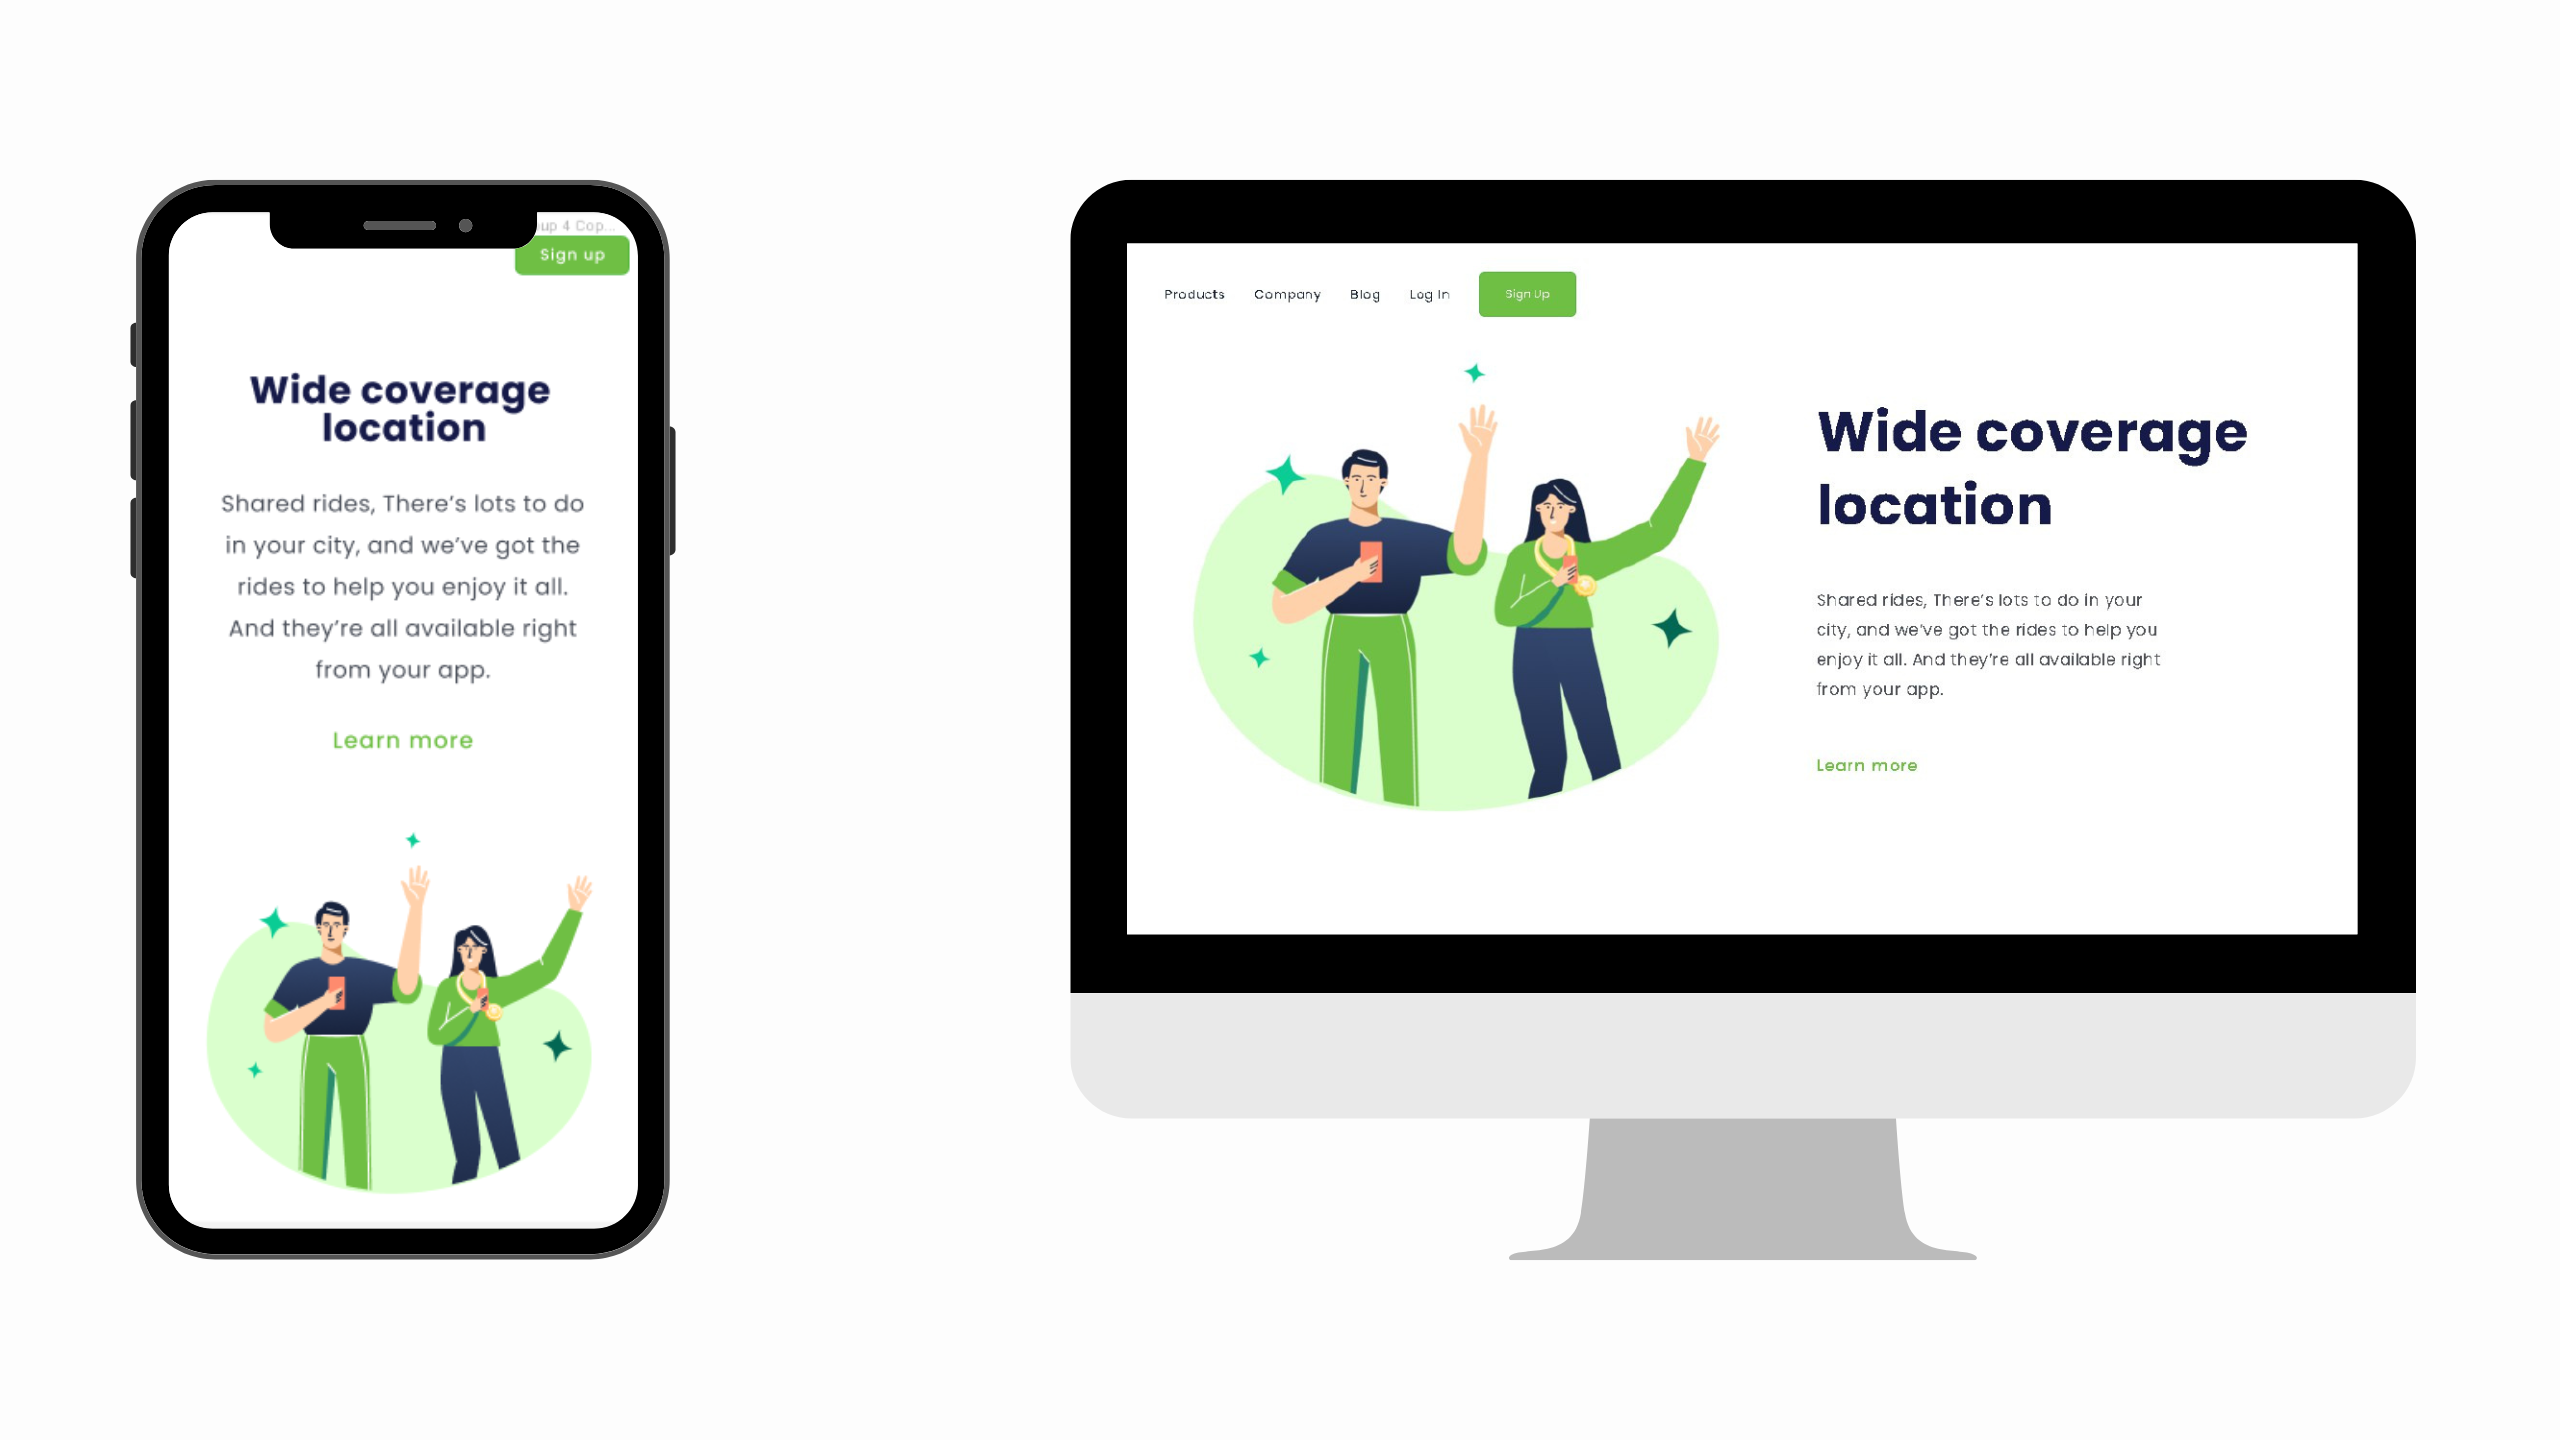 up 4 Cop...
Sign up
Wide coverage
location
Shared rides, There's lots to do
in your city, and we've got the
rides to help you enjoy it all.
And they're all available right
from your app.
Learn more
Products Company Blog Log In Sign Up
Wide coverage
location
Shared rides, There's lots to do in your
city, and we've got the rides to help you
enjoy it all. And they're all available right
from your app.
Learn more